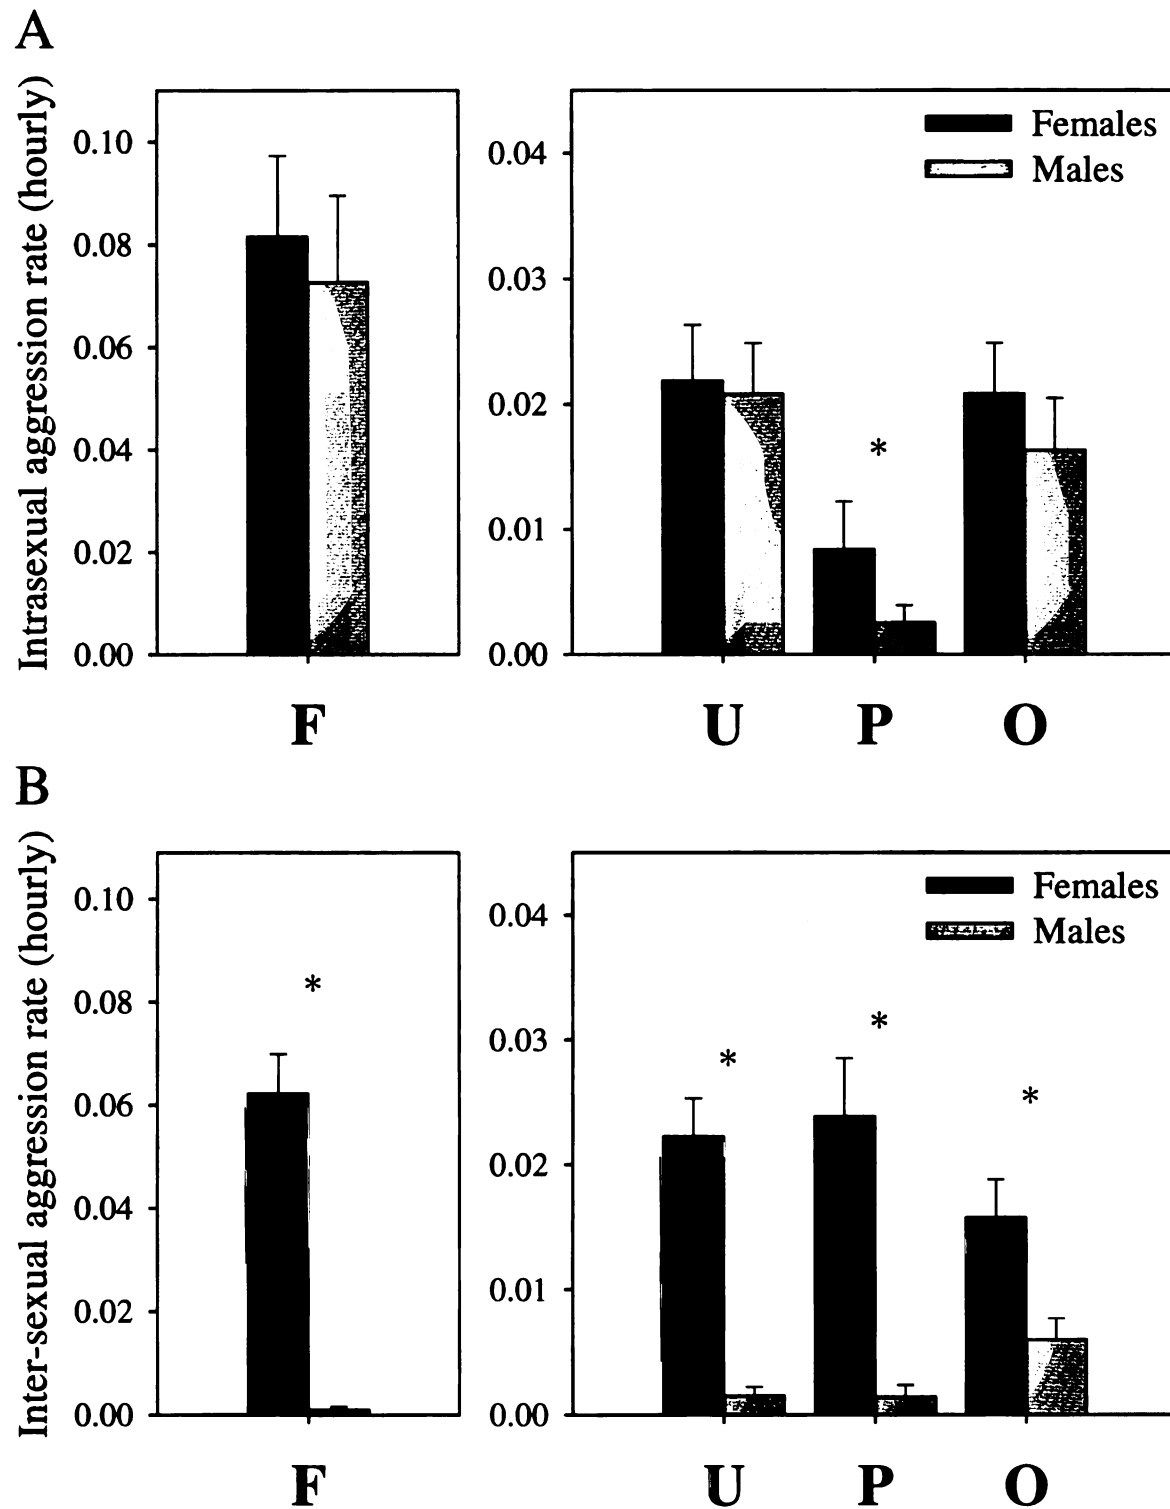 A
Intrasexual aggression rate (hourly)
0.10
0.08
0.06
0.04
0.02
0.00
F
0.04
0.03
0.02
0.01
0.00
Females
Males
*
U P O
B
Inter-sexual aggression rate (hourly)
0.10
0.08
0.06
0.04
0.02
0.00
*
F
0.04
0.03
0.02
0.01
0.00
Females
Males
* * *
U P O